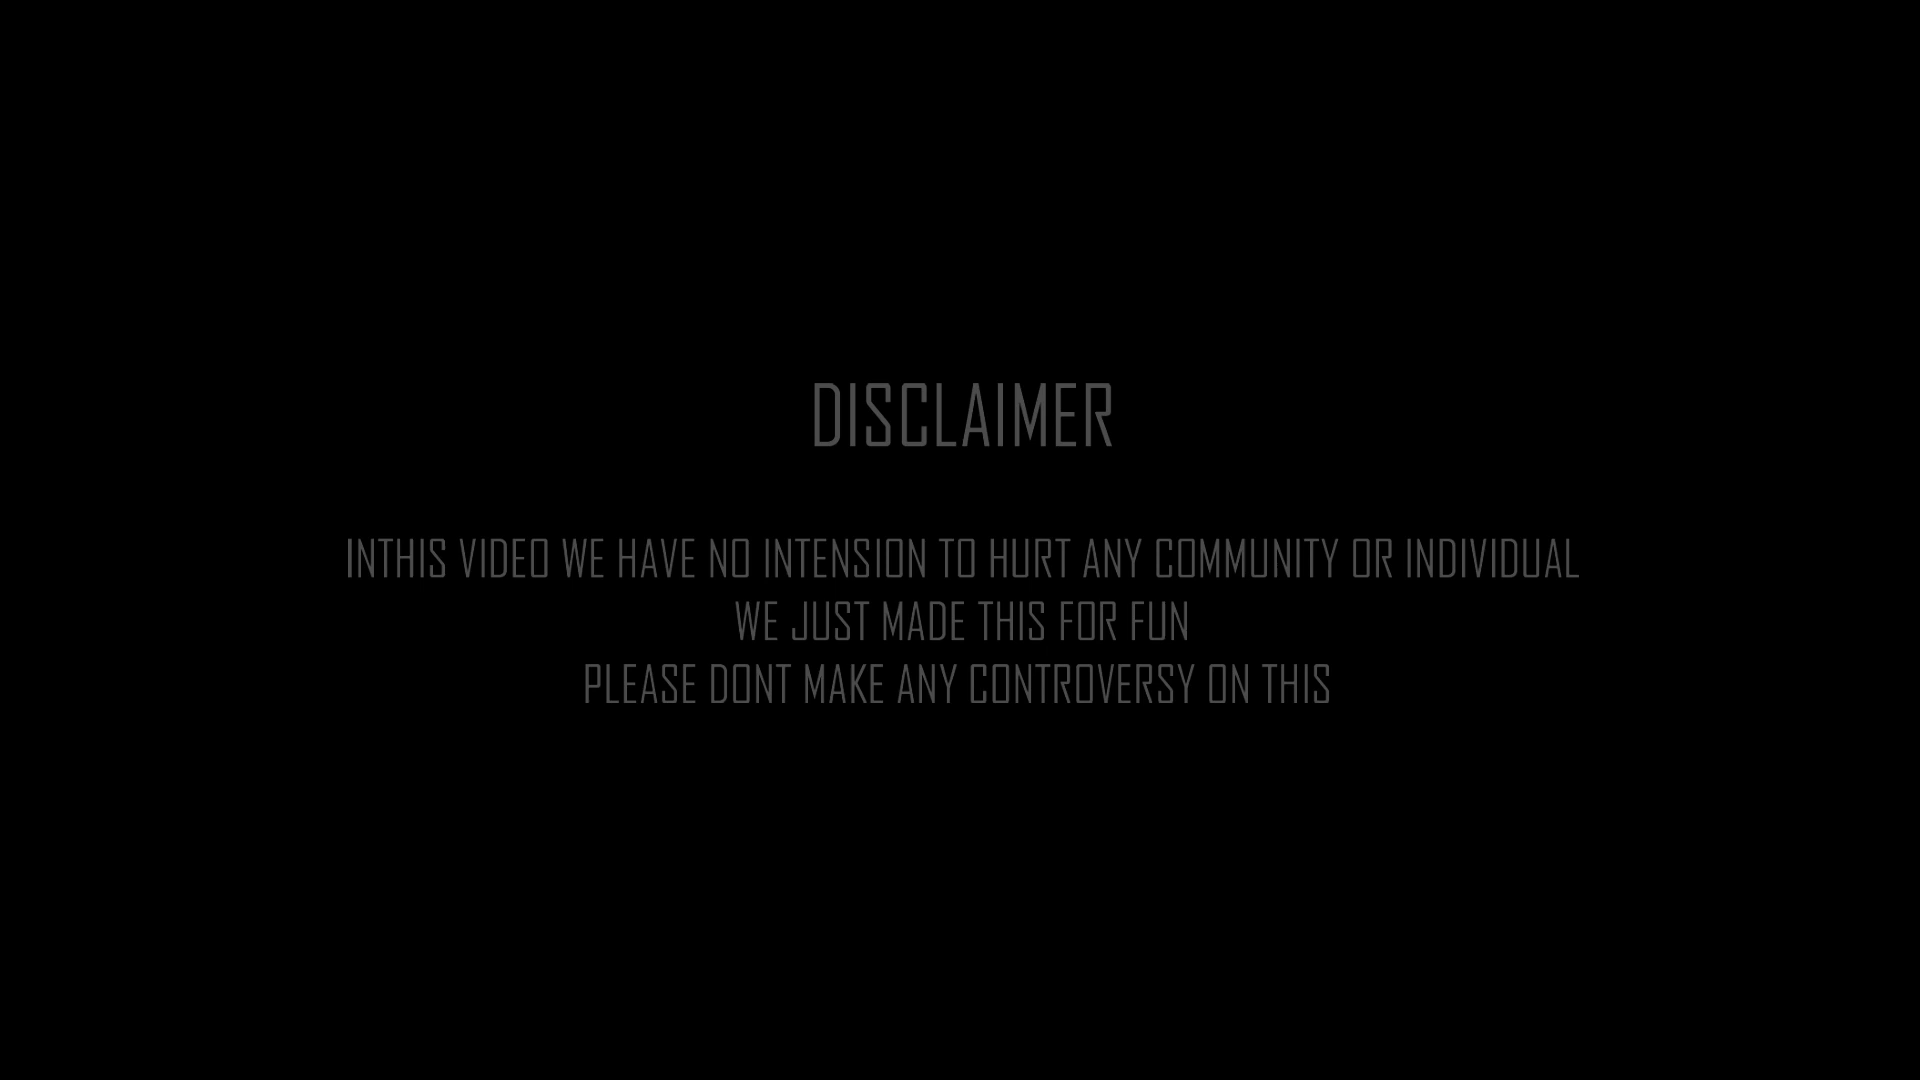 DISCLAIMER
INTHIS VIDEO WE HAVE NO INTENSION TO HURT ANY COMMUNITY OR INDIVIDUAL
WE JUST MADE THIS FOR FUN
PLEASE DONT MAKE ANY CONTROVERSY ON THIS